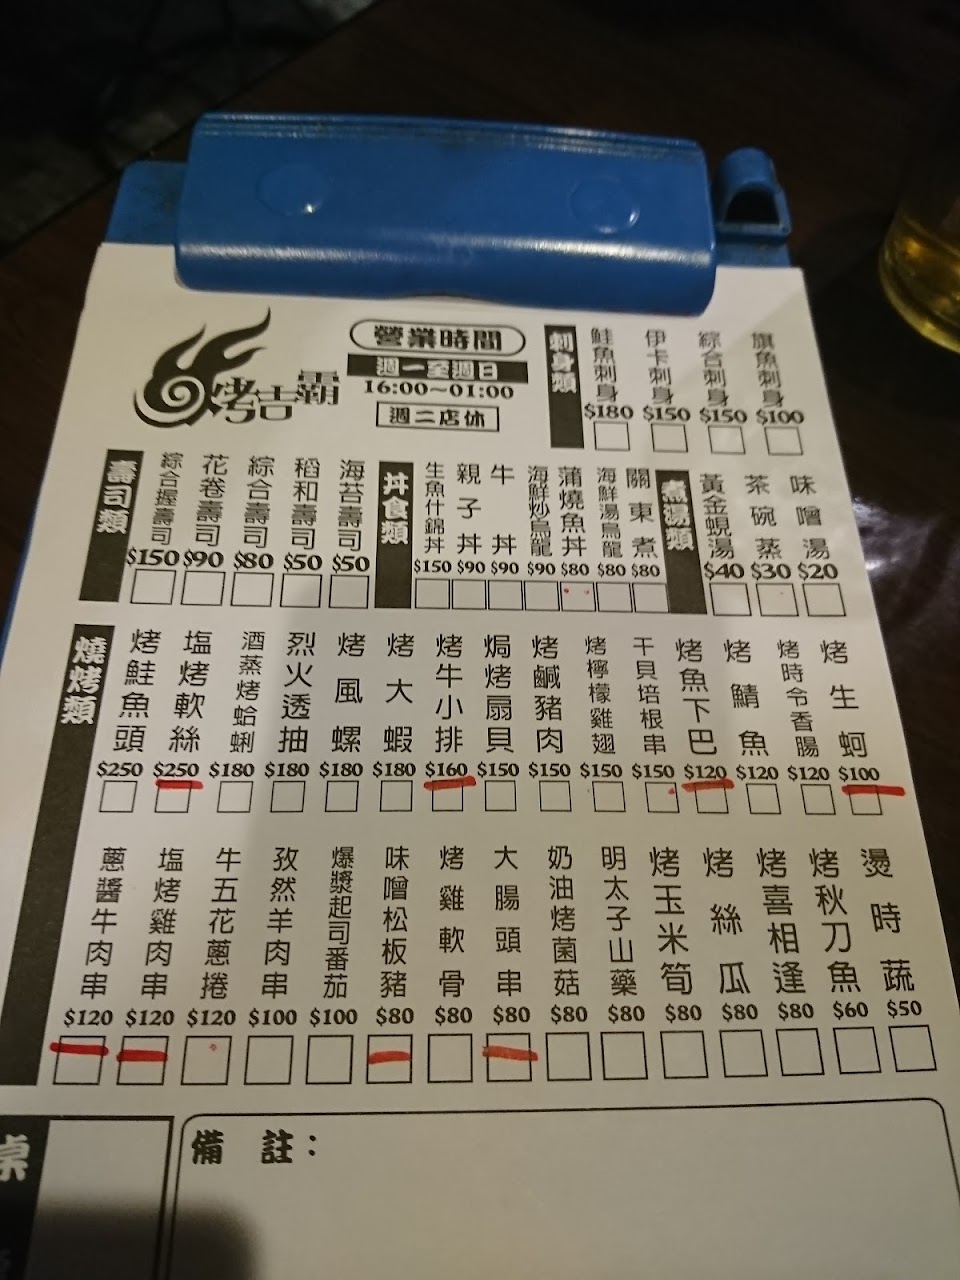 烤吉霸
營業時間
週一至週日
16:00~01:00
週二店休
刺身類
鮭魚刺身 $180
伊卡刺身 $150
綜合刺身 $150
旗魚刺身 $100
壽司類
綜合握壽司 $150
花卷壽司 $90
綜合壽司 $80
稻和壽司 $50
海苔壽司 $50
丼食類
生魚什錦丼 $150
親子丼 $90
牛丼 $90
海鮮炒烏龍 $90
蒲燒魚丼 $80
海鮮湯烏龍 $80
關東煮 $80
煮湯類
黃金蜆湯 $40
茶碗蒸 $30
味噌湯 $20
燒烤類
烤鮭魚頭 $250
塩烤軟絲 $250
酒蒸烤蛤蜊 $180
烈火透抽 $180
烤風螺 $180
烤大蝦 $180
烤牛小排 $160
焗烤扇貝 $150
烤鹹豬肉 $150
烤檸檬雞翅 $150
干貝培根串 $150
烤魚下巴 $120
烤鯖魚 $120
烤時令香腸 $120
烤生蚵 $100
蔥醬牛肉串 $120
塩烤雞肉串 $120
牛五花蔥捲 $120
孜然羊肉串 $100
爆漿起司番茄 $100
味噌松板豬 $80
烤雞軟骨 $80
大腸頭串 $80
奶油烤菌菇 $80
明太子山藥 $80
烤玉米筍 $80
烤絲瓜 $80
烤喜相逢 $80
烤秋刀魚 $60
燙時蔬 $50
桌
備 註：